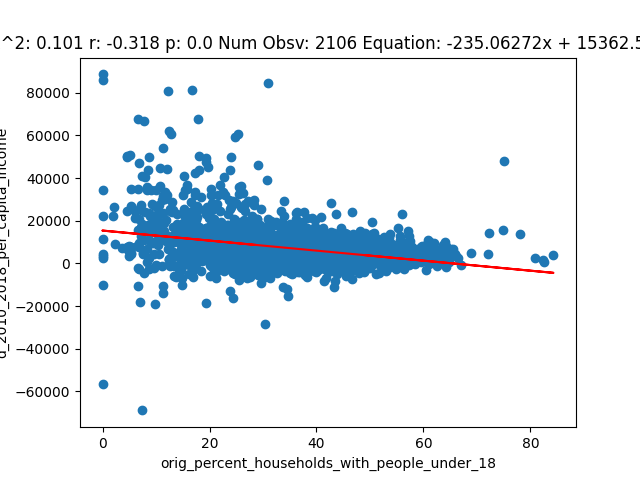 ^2: 0.101 r: -0.318 p: 0.0 Num Obsv: 2106 Equation: -235.06272x + 15362.5
80000
60000
40000
20000
0
−20000
−40000
−60000
d_2010_2018_per_capita_income
0 20 40 60 80
orig_percent_households_with_people_under_18